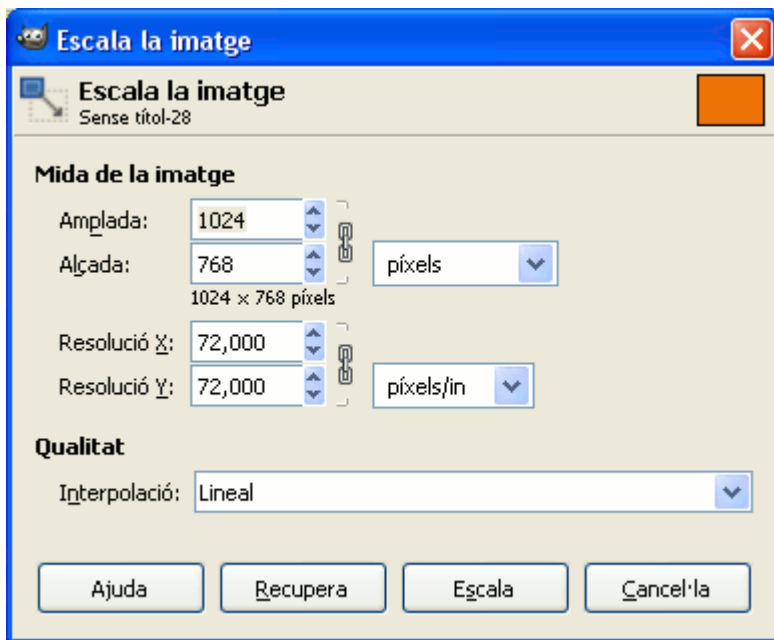 Escala la imatge
Escala la imatge
Sense títol-28
Mida de la imatge
Amplada: 1024
Alçada: 768 píxels
1024 x 768 píxels
Resolució X: 72,000
Resolució Y: 72,000 píxels/in
Qualitat
Interpolació: Lineal
Ajuda Recupera Escala Cancel·la